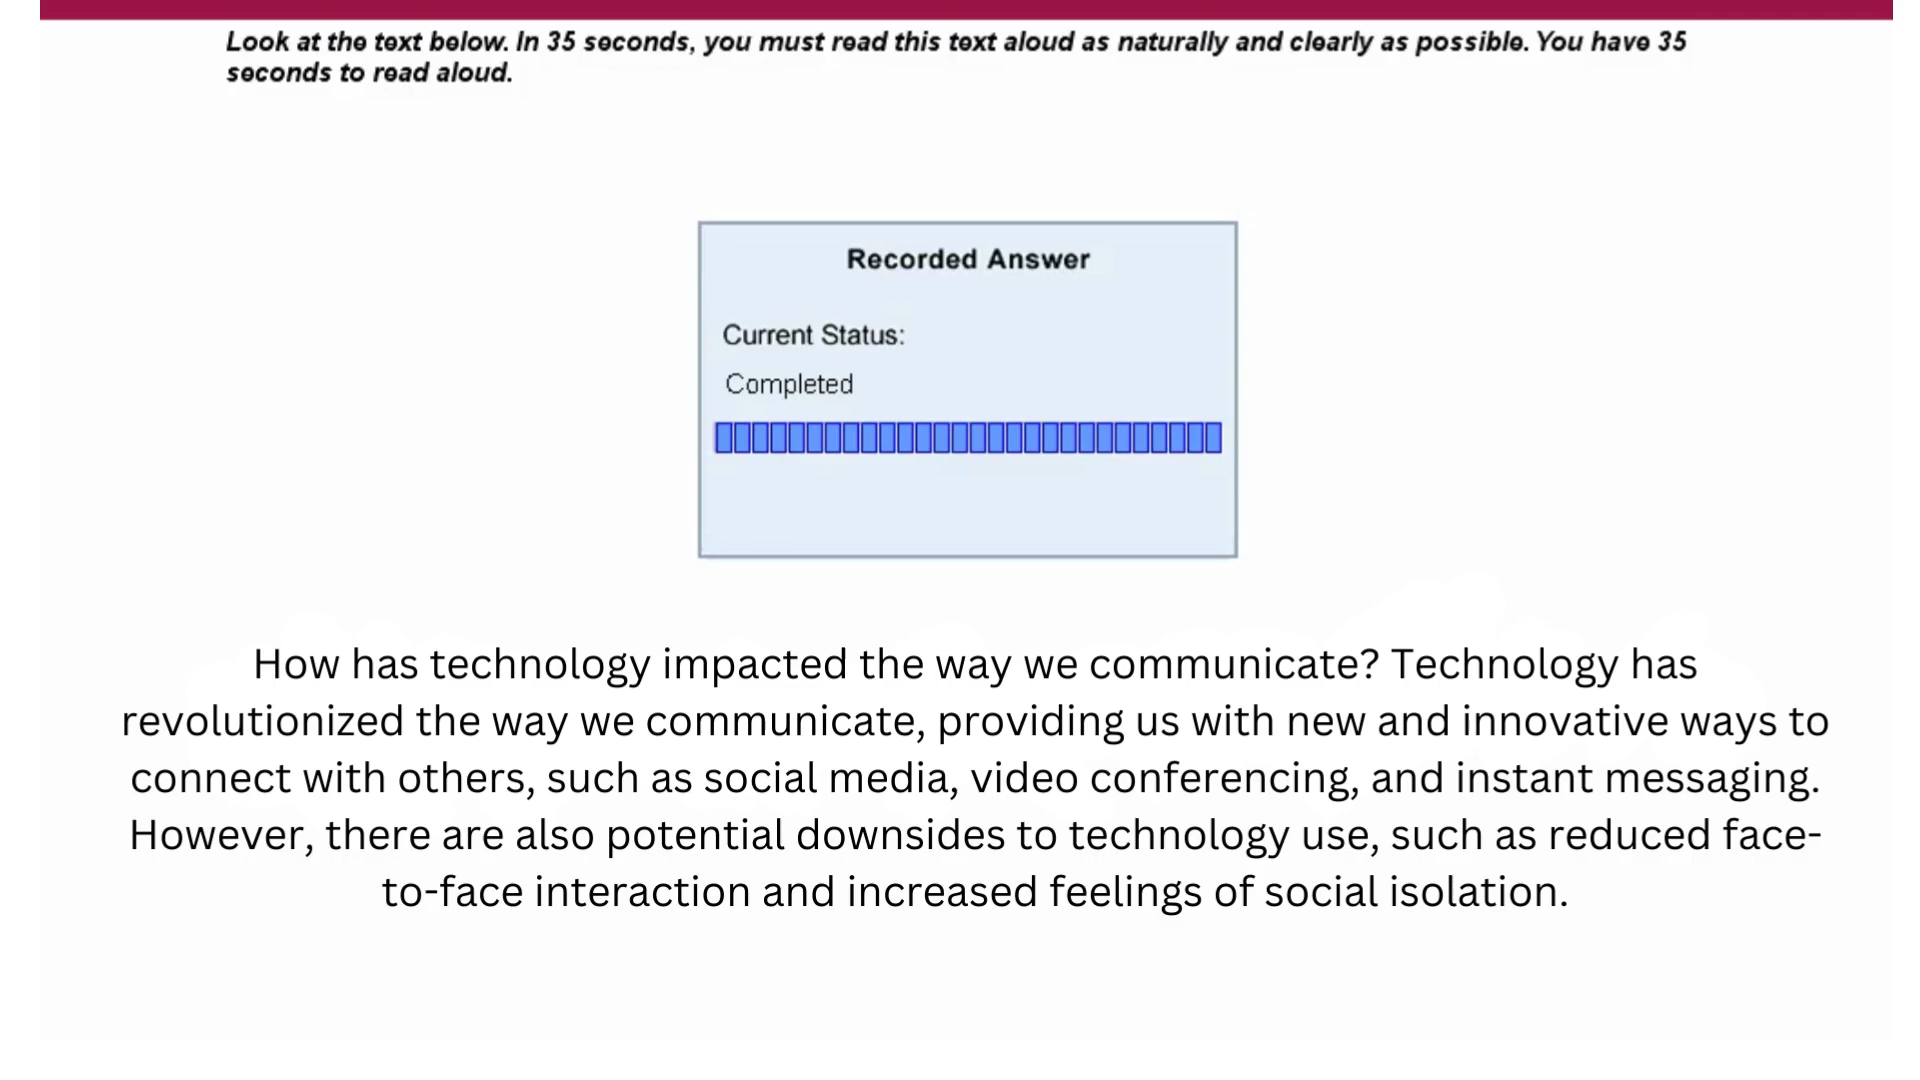 Look at the text below. In 35 seconds, you must read this text aloud as naturally and clearly as possible. You have 35
seconds to read aloud.
Recorded Answer
Current Status:
Completed
How has technology impacted the way we communicate? Technology has
revolutionized the way we communicate, providing us with new and innovative ways to
connect with others, such as social media, video conferencing, and instant messaging.
However, there are also potential downsides to technology use, such as reduced face-
to-face interaction and increased feelings of social isolation.